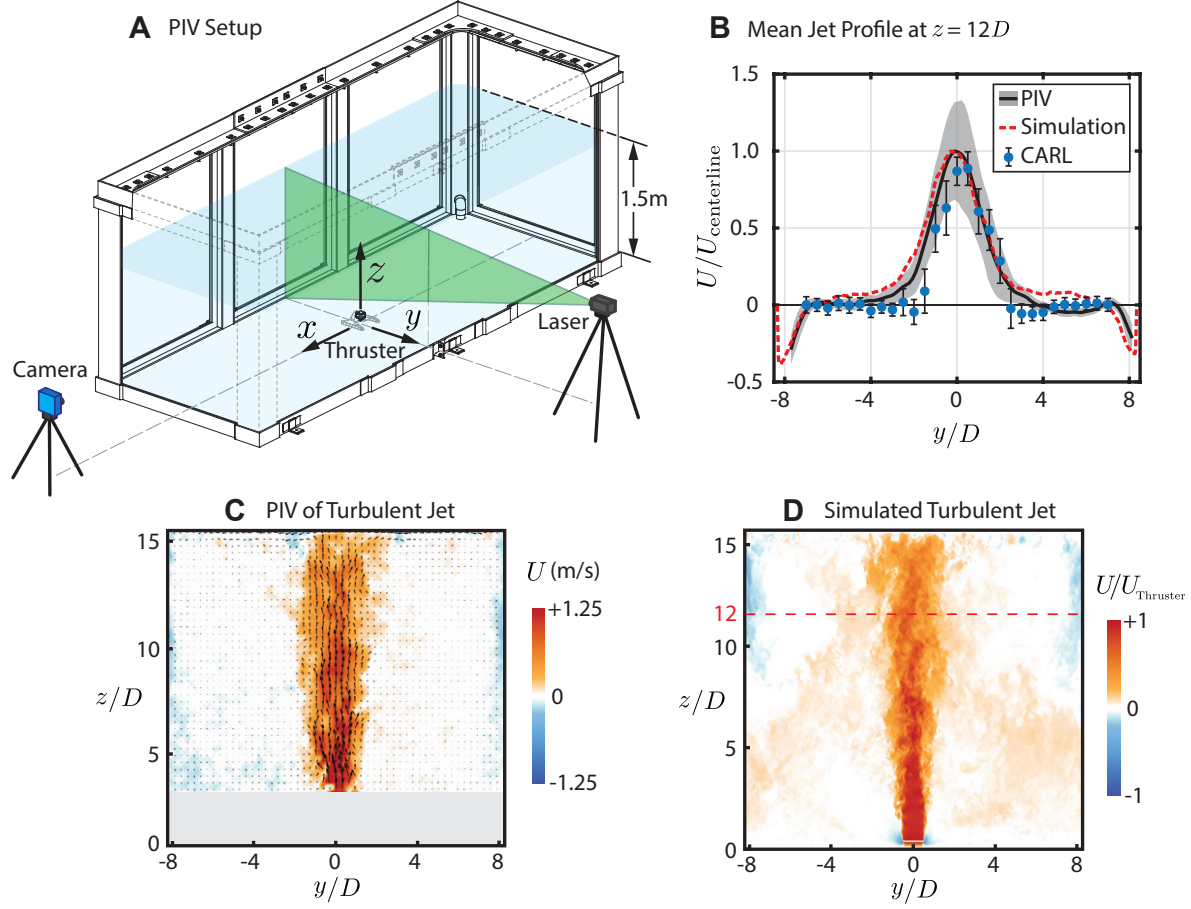 A PIV Setup
1.5m
z
x
y
Thruster
Laser
Camera
B Mean Jet Profile at z = 12D
1.5
1.0
0.5
0
-0.5
U/U centerline
PIV
Simulation
CARL
-8 -4 0 4 8
y/D
C PIV of Turbulent Jet
15
10
5
0
z/D
-8 -4 0 4 8
y/D
U (m/s)
+1.25
0
-1.25
D Simulated Turbulent Jet
15
12
10
5
0
z/D
-8 -4 0 4 8
y/D
U/U Thruster
+1
0
-1